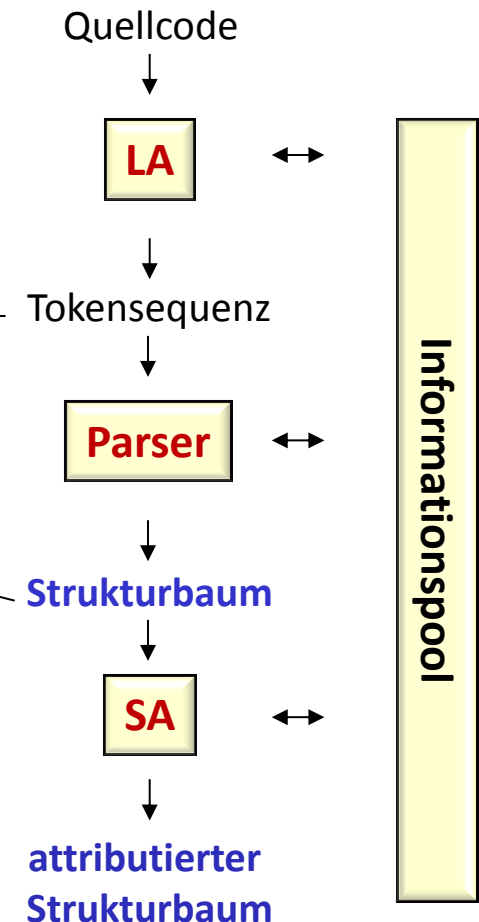 Quellcode
LA
Tokensequenz
Parser
Strukturbaum
SA
attributierter
Strukturbaum
Informationspool